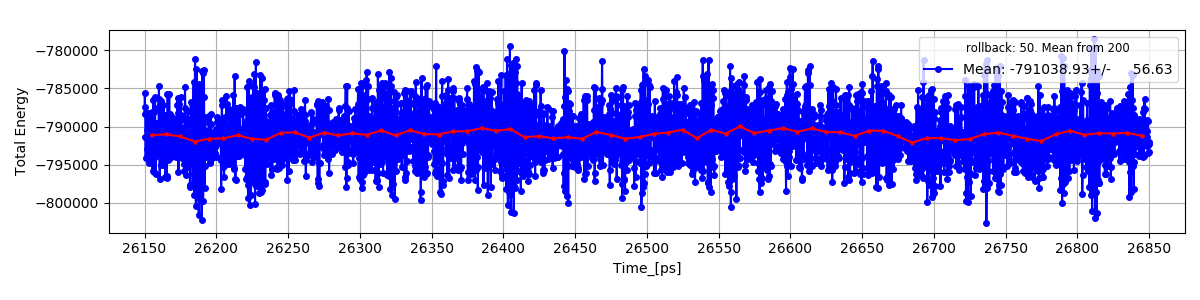 Total Energy
−780000
−785000
−790000
−795000
−800000
rollback: 50. Mean from 200
Mean: -791038.93+/- 56.63
26150 26200 26250 26300 26350 26400 26450 26500 26550 26600 26650 26700 26750 26800 26850
Time_[ps]